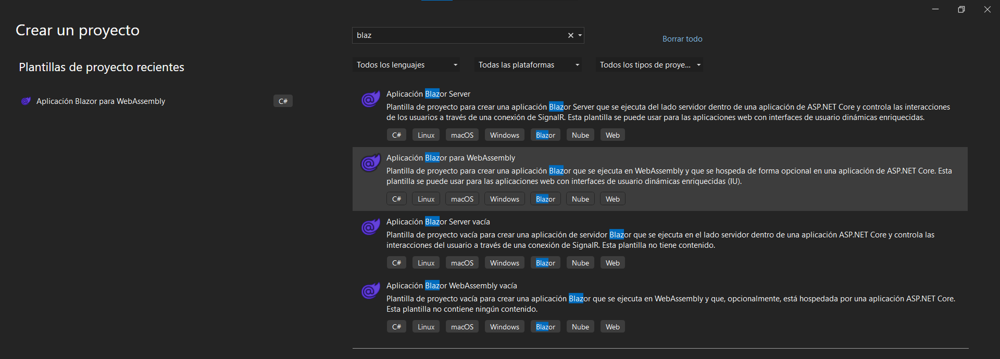 Crear un proyecto
Plantillas de proyecto recientes
Aplicación Blazor para WebAssembly C#
blaz
Borrar todo
Todos los lenguajes Todas las plataformas Todos los tipos de proye...
Aplicación Blazor Server
Plantilla de proyecto para crear una aplicación Blazor Server que se ejecuta del lado servidor dentro de una aplicación de ASP.NET Core y controla las interacciones
de los usuarios a través de una conexión de SignalR. Esta plantilla se puede usar para las aplicaciones web con interfaces de usuario dinámicas enriquecidas.
C# Linux macOS Windows Blazor Nube Web
Aplicación Blazor para WebAssembly
Plantilla de proyecto para crear una aplicación Blazor que se ejecuta en WebAssembly y que se hospeda de forma opcional en una aplicación de ASP.NET Core. Esta
plantilla se puede usar para las aplicaciones web con interfaces de usuario dinámicas enriquecidas (IU).
C# Linux macOS Windows Blazor Nube Web
Aplicación Blazor Server vacía
Plantilla de proyecto vacía para crear una aplicación de servidor Blazor que se ejecuta en el lado servidor dentro de una aplicación ASP.NET Core y controla las
interacciones del usuario a través de una conexión de SignalR. Esta plantilla no tiene contenido.
C# Linux macOS Windows Blazor Nube Web
Aplicación Blazor WebAssembly vacía
Plantilla de proyecto vacía para crear una aplicación Blazor que se ejecuta en WebAssembly y que, opcionalmente, está hospedada por una aplicación ASP.NET Core.
Esta plantilla no contiene ningún contenido.
C# Linux macOS Windows Blazor Nube Web